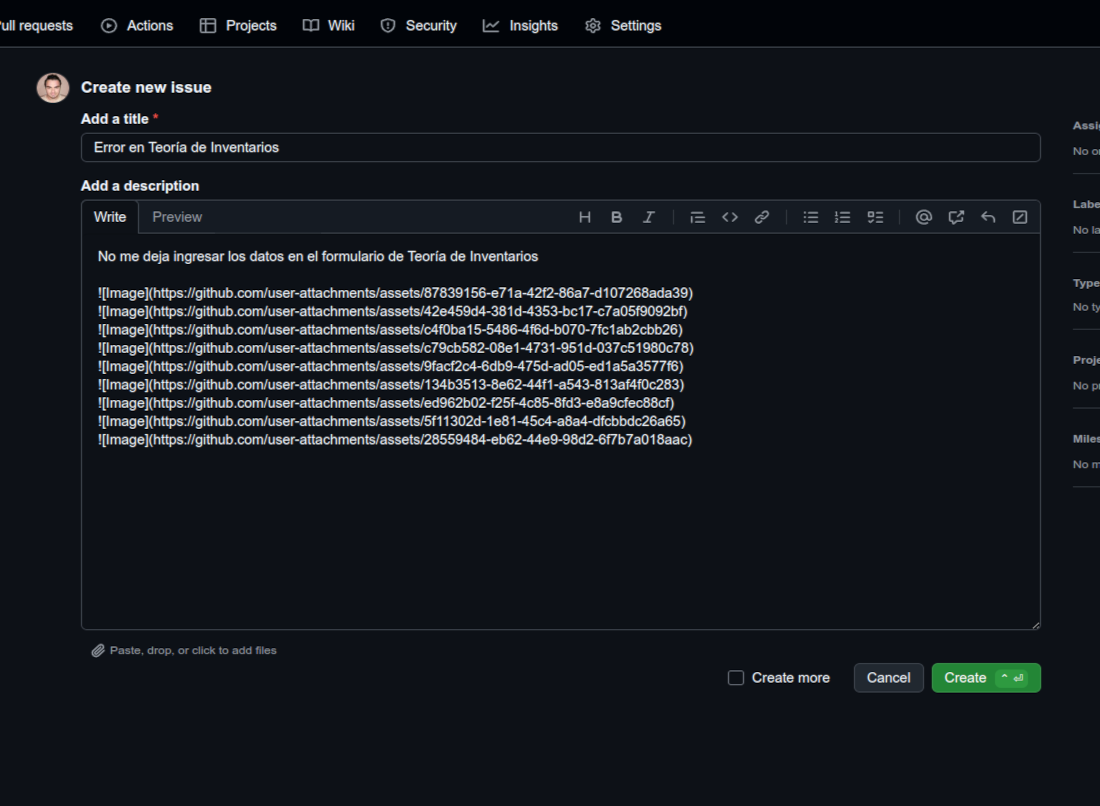 ull requests Actions Projects Wiki Security Insights Settings
Create new issue
Add a title *
Error en Teoría de Inventarios
Add a description
Write Preview
No me deja ingresar los datos en el formulario de Teoría de Inventarios
![Image](https://github.com/user-attachments/assets/87839156-e71a-42f2-86a7-d107268ada39)
![Image](https://github.com/user-attachments/assets/42e459d4-381d-4353-bc17-c7a05f9092bf)
![Image](https://github.com/user-attachments/assets/c4f0ba15-5486-4f6d-b070-7fc1ab2cbb26)
![Image](https://github.com/user-attachments/assets/c79cb582-08e1-4731-951d-037c51980c78)
![Image](https://github.com/user-attachments/assets/9facf2c4-6db9-475d-ad05-ed1a5a3577f6)
![Image](https://github.com/user-attachments/assets/134b3513-8e62-44f1-a543-813af4f0c283)
![Image](https://github.com/user-attachments/assets/ed962b02-f25f-4c85-8fd3-e8a9cfec88cf)
![Image](https://github.com/user-attachments/assets/5f11302d-1e81-45c4-a8a4-dfcbbdc26a65)
![Image](https://github.com/user-attachments/assets/28559484-eb62-44e9-98d2-6f7b7a018aac)
Paste, drop, or click to add files
Create more Cancel Create
Assi
No o
Labe
No la
Type
No ty
Proje
No p
Miles
No m